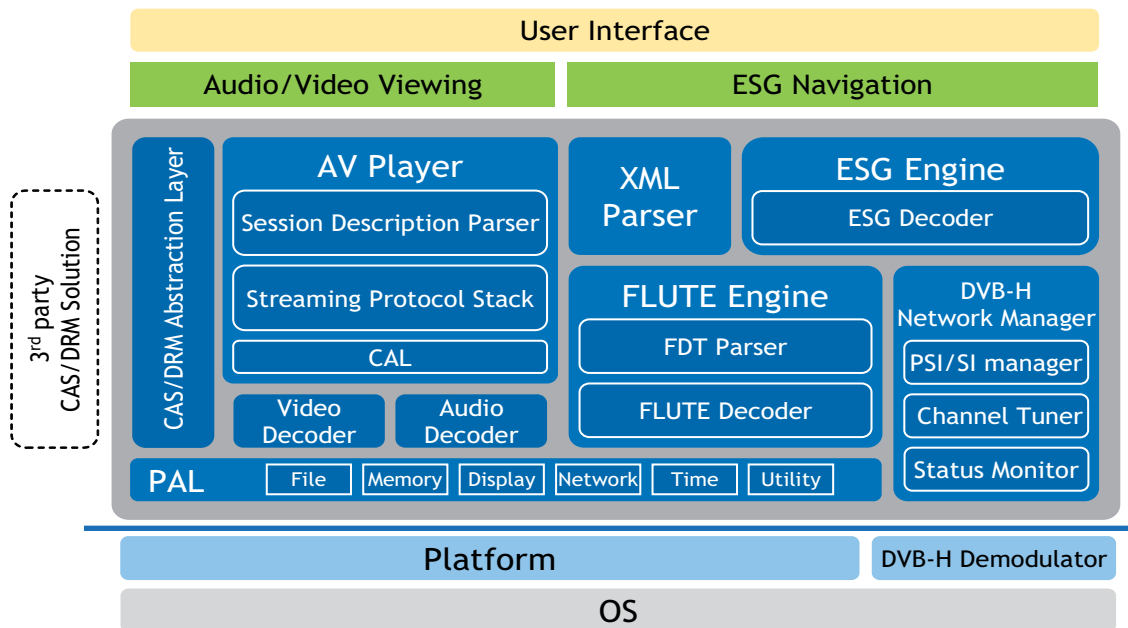 User Interface
Audio/Video Viewing
ESG Navigation
3rd party
CAS/DRM Solution
CAS/DRM Abstraction Layer
AV Player
Session Description Parser
Streaming Protocol Stack
CAL
Video
Decoder
Audio
Decoder
XML
Parser
ESG Engine
ESG Decoder
FLUTE Engine
FDT Parser
FLUTE Decoder
DVB-H
Network Manager
PSI/SI manager
Channel Tuner
Status Monitor
PAL
File
Memory
Display
Network
Time
Utility
Platform
DVB-H Demodulator
OS